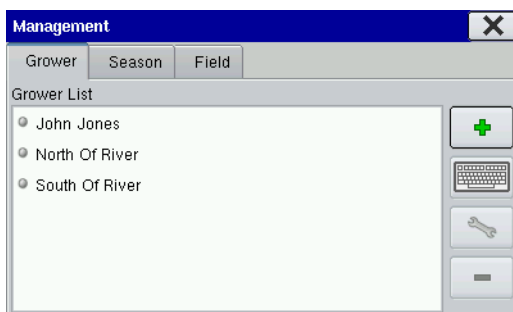 Management
Grower Season Field
Grower List
John Jones
North Of River
South Of River